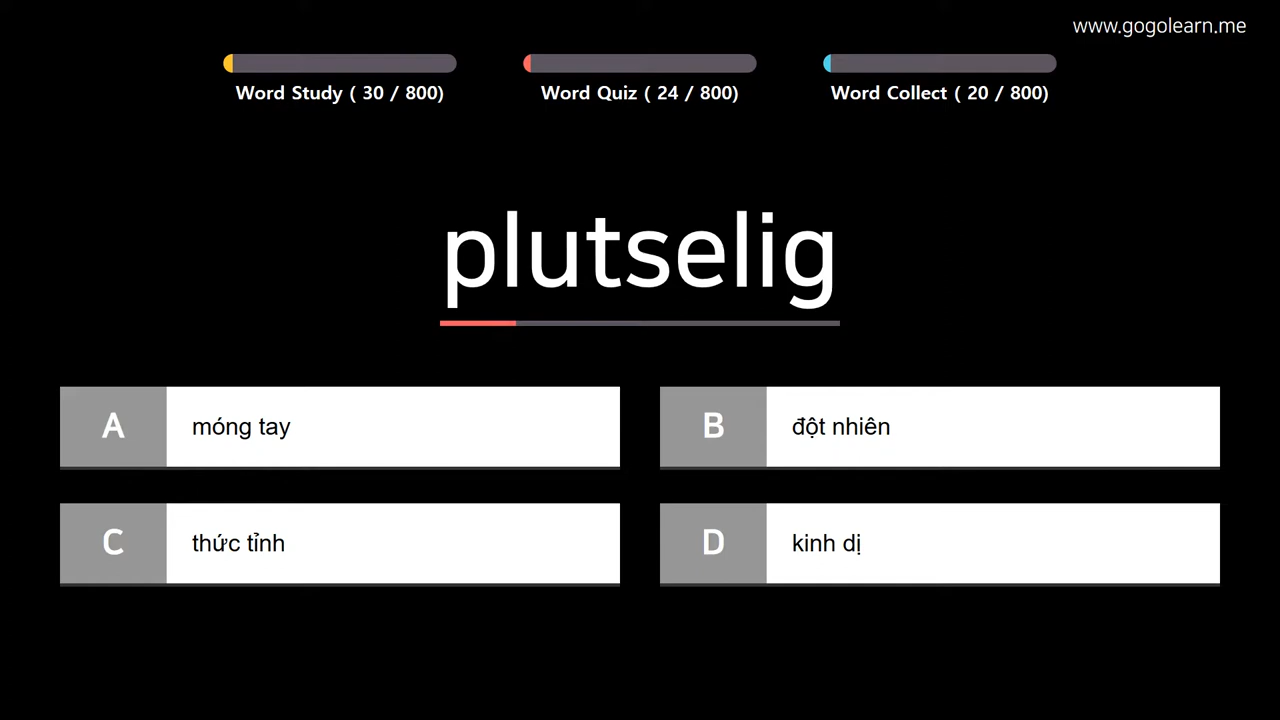 www.gogolearn.me
Word Study ( 30 / 800)
Word Quiz ( 24 / 800)
Word Collect ( 20 / 800)
plutselig
A móng tay
B đột nhiên
C thức tỉnh
D kinh dị